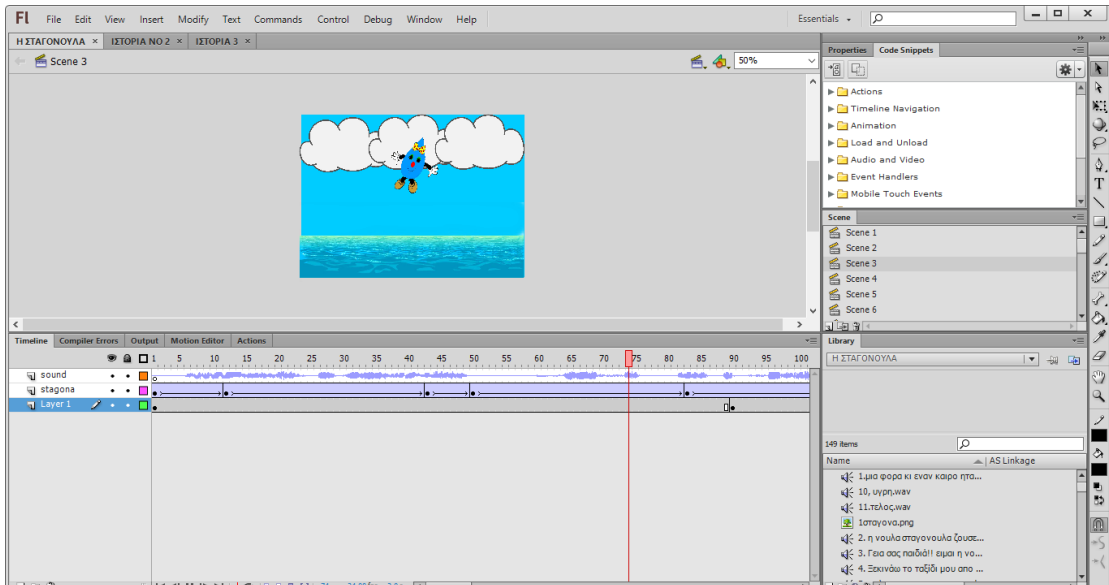 Fl File Edit View Insert Modify Text Commands Control Debug Window Help Essentials
Η ΣΤΑΓΟΝΟΥΛΑ × ΙΣΤΟΡΙΑ ΝΟ 2 × ΙΣΤΟΡΙΑ 3 ×
Scene 3 50%
Properties Code Snippets
Actions
Timeline Navigation
Animation
Load and Unload
Audio and Video
Event Handlers
Mobile Touch Events
Scene
Scene 1
Scene 2
Scene 3
Scene 4
Scene 5
Scene 6
Timeline Compiler Errors Output Motion Editor Actions
1 5 10 15 20 25 30 35 40 45 50 55 60 65 70 75 80 85 90 95 100
sound
stagona
Layer 1
Library
Η ΣΤΑΓΟΝΟΥΛΑ
149 items
Name AS Linkage
1.μια φορα κι εναν καιρο ητα...
10, υγρη.wav
11.τελος.wav
1σταγονα.png
2. η νουλα σταγονουλα ζουσε...
3. Γεια σας παιδιά!! ειμαι η νο...
4. Ξεκινάω το ταξίδι μου απο ...